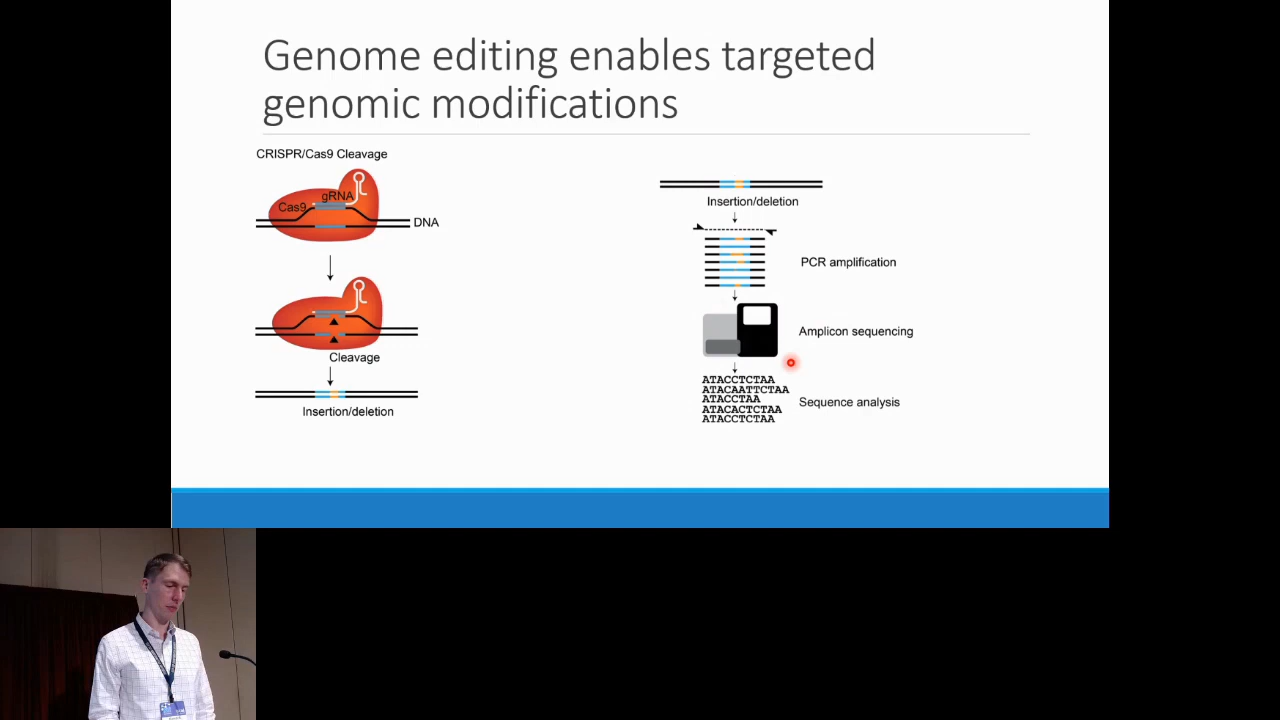 Genome editing enables targeted
genomic modifications
CRISPR/Cas9 Cleavage
gRNA
Cas9
DNA
Cleavage
Insertion/deletion
Insertion/deletion
PCR amplification
Amplicon sequencing
ATACCTCTAA
ATACAATTCTAA
ATACCTAA
ATACACTCTAA
ATACCTCTAA
Sequence analysis